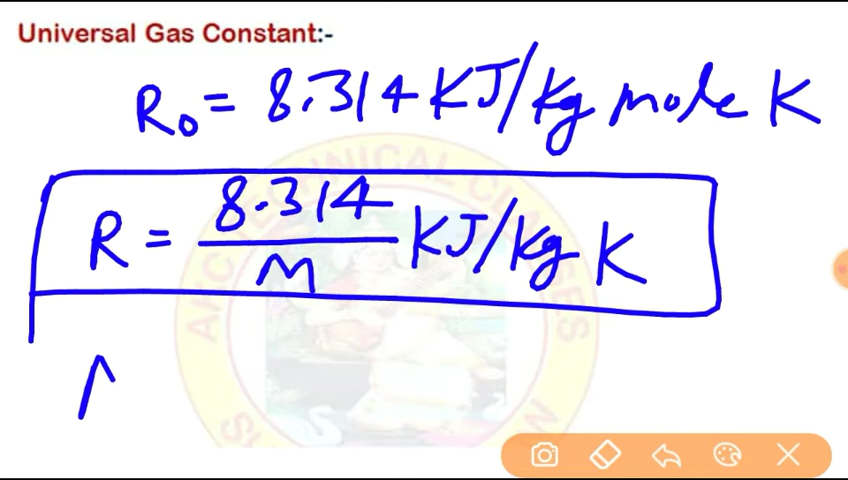 Universal Gas Constant:-
R₀ = 8.314 KJ/Kg mole K
R = 8.314/M KJ/Kg K